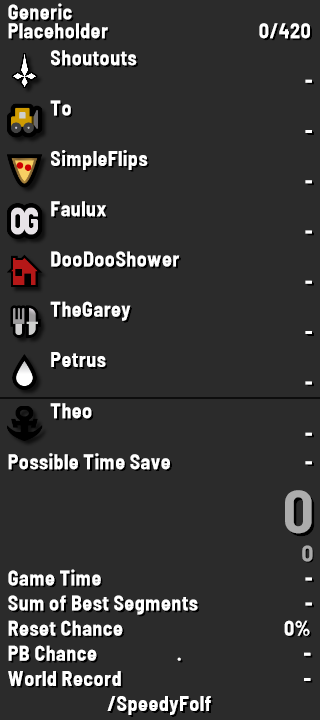 Generic
Placeholder 0/420
Shoutouts
-
To
-
SimpleFlips
-
OG Faulux
-
DooDooShower
-
TheGarey
-
Petrus
-
Theo
-
Possible Time Save -
0
0
Game Time -
Sum of Best Segments -
Reset Chance 0%
PB Chance . -
World Record -
/SpeedyFolf